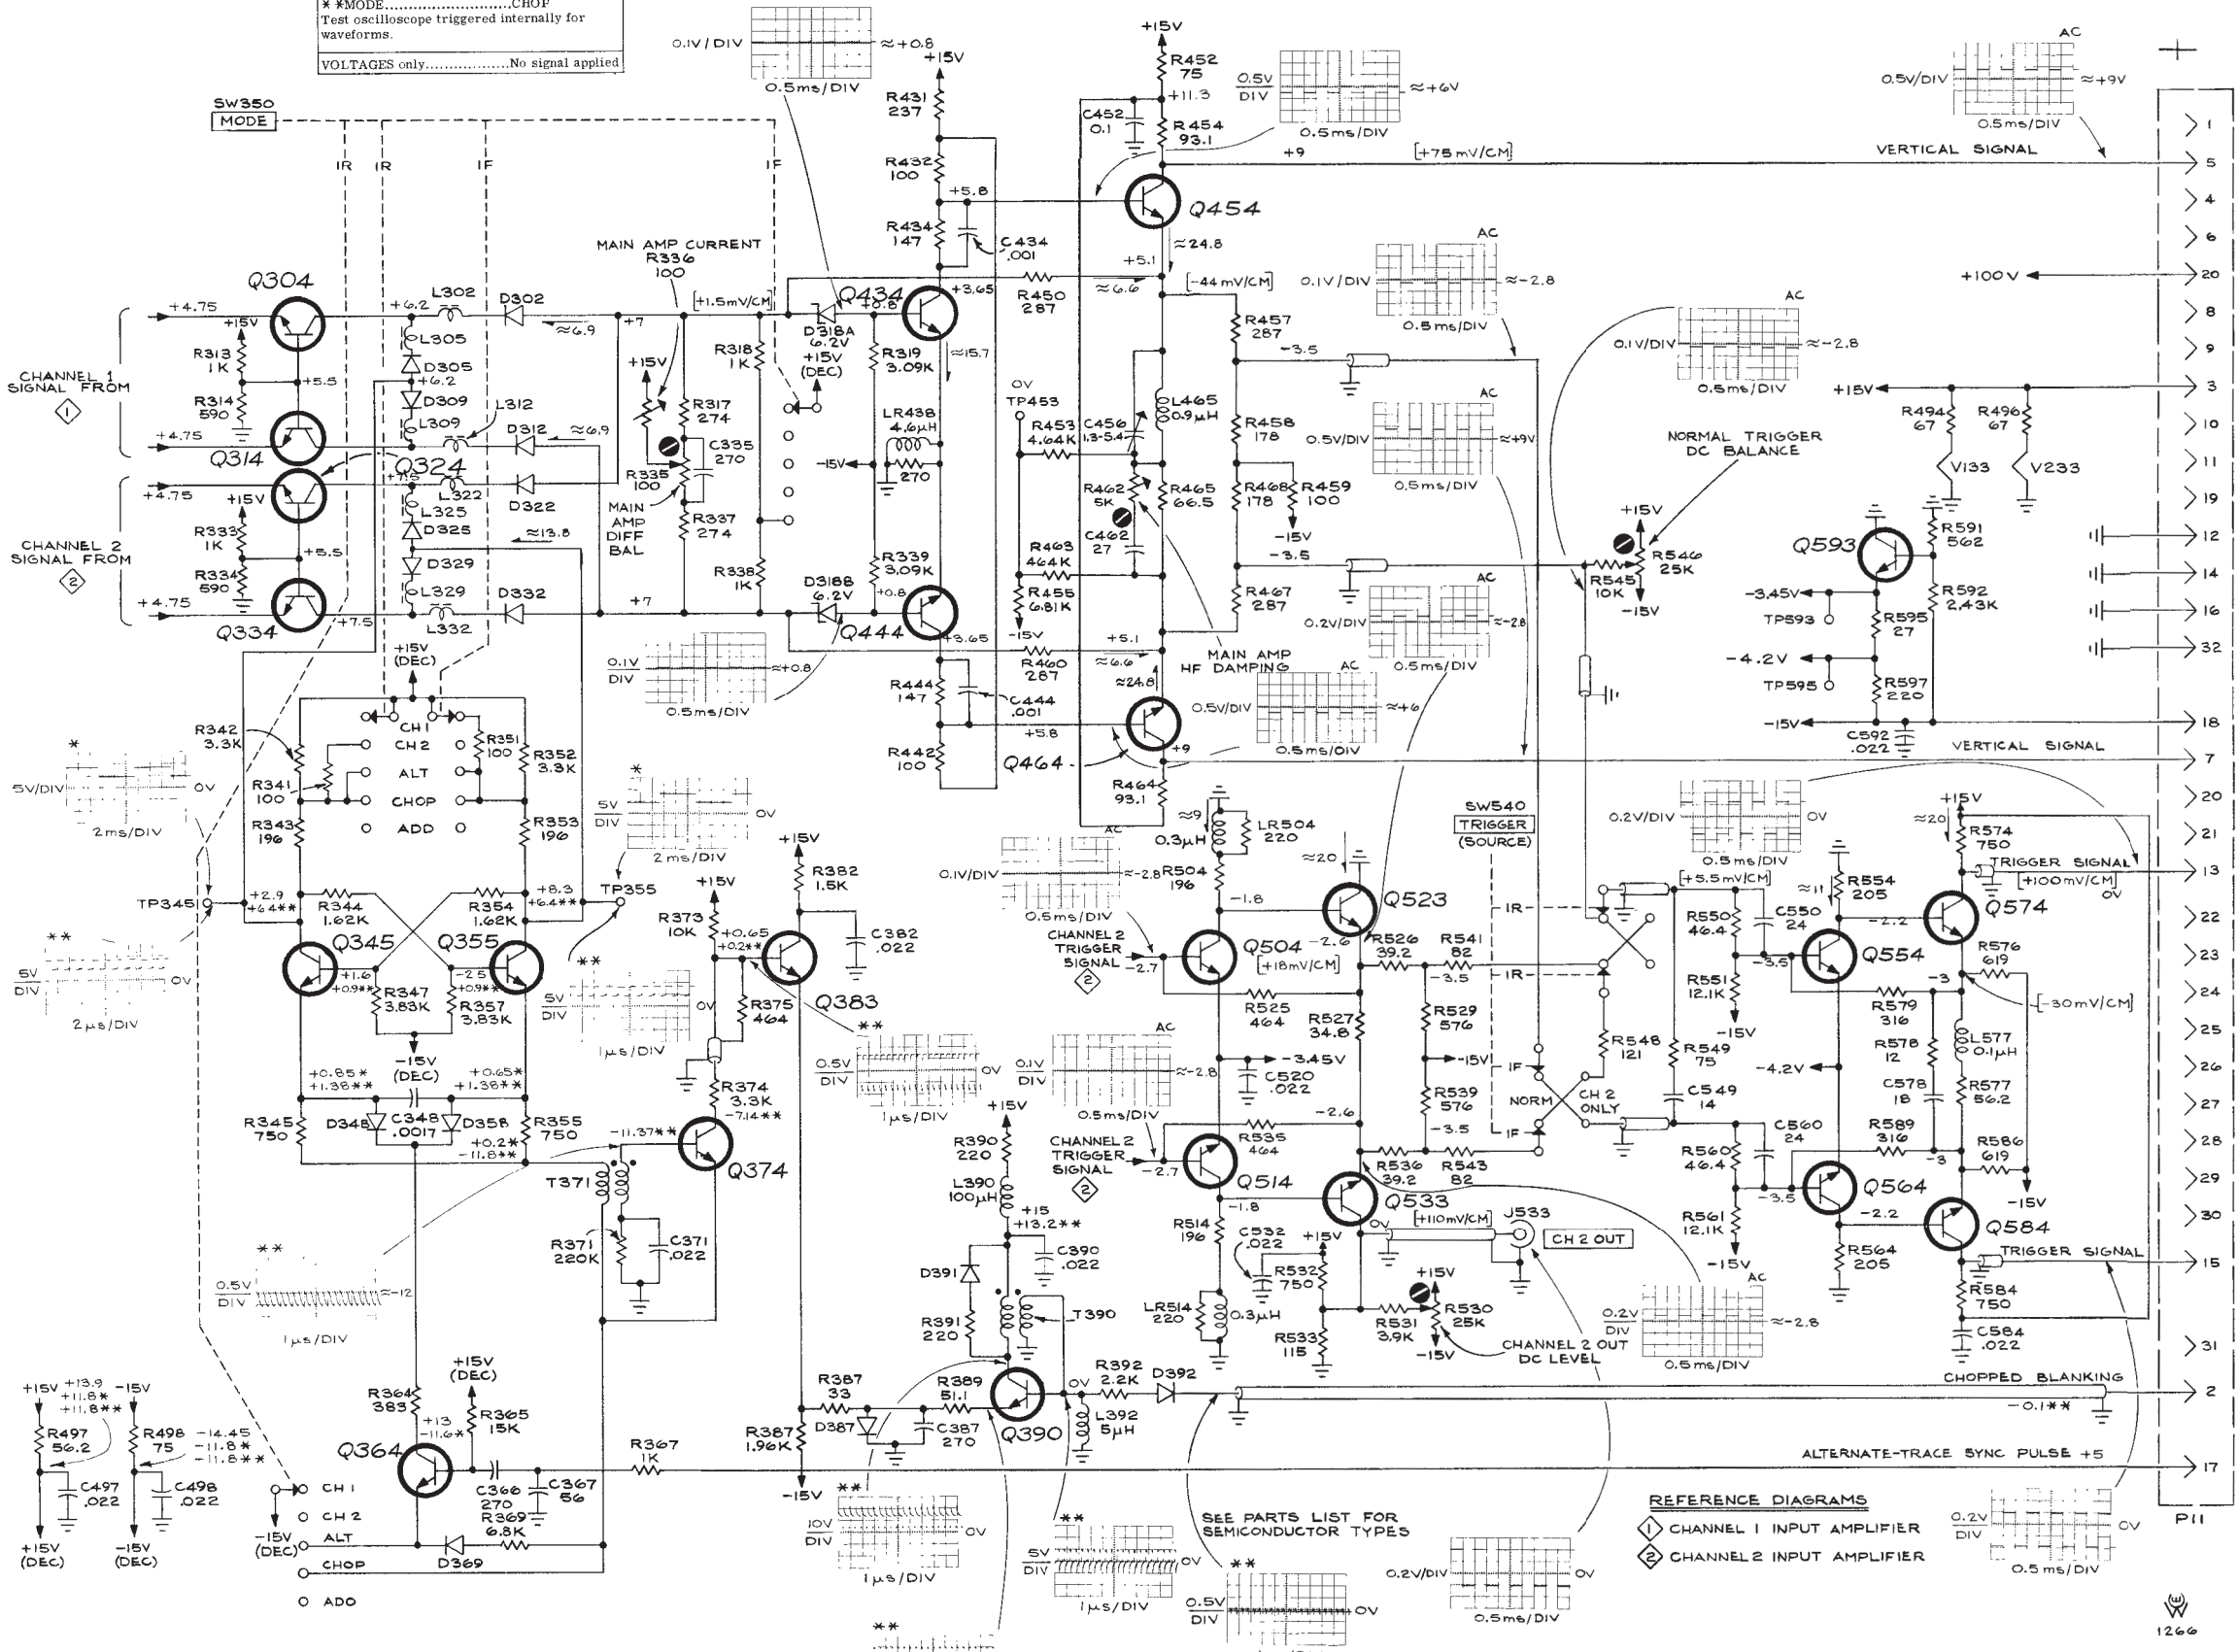 * *MODE..........................CHOP
Test oscilloscope triggered internally for
waveforms.
VOLTAGES only.................No signal applied
SW350
MODE
1R
1R
1F
1F
0.1V/DIV
≈+0.8
0.5ms/DIV
+15V
R431
237
R432
100
+5.8
R434
147
C434
.001
+3.65
+15V
R452
75
+11.3
C452
0.1
R454
93.1
0.5V
DIV
≈+6V
0.5ms/DIV
+9
[+75mV/CM]
VERTICAL SIGNAL
AC
0.5V/DIV
≈+9V
0.5ms/DIV
Q454
≈24.8
+5.1
[-44mV/CM]
R450
287
≈6.6
AC
0.1V/DIV
≈-2.8
0.5ms/DIV
+100V
AC
0.1V/DIV
≈-2.8
0.5ms/DIV
MAIN AMP CURRENT
R336
100
[+1.5mV/CM]
Q304
+4.75
+15V
R313
1K
+5.5
R314
590
CHANNEL 1
SIGNAL FROM
1
+4.75
Q314
+6.2
L302
D302
≈6.9
+7
L305
D305
+6.2
D309
L309
L312
D312
≈6.9
Q324
+4.75
+15V
R333
1K
+5.5
R334
590
CHANNEL 2
SIGNAL FROM
2
+4.75
Q334
+7.5
L322
D322
L325
D325
≈13.8
D329
L329
D332
L332
+7.5
+7
+15V
R317
274
C335
270
R335
100
MAIN
AMP
DIFF
BAL
R337
274
R318
1K
R338
1K
Q434
+0.8
D318A
6.2V
+15V
(DEC)
R319
3.09K
≈15.7
LR438
4.6µH
-15V
270
R339
3.09K
D318B
6.2V
+0.8
Q444
+3.65
0V
TP453
R453
4.64K
C456
1.3-5.4
L465
0.9µH
R462
5K
R465
66.5
C462
27
R463
464K
R455
6.81K
-15V
R460
287
≈6.6
+5.1
≈24.8
MAIN AMP
HF DAMPING
R457
287
-3.5
R458
178
R468
178
R459
100
-15V
-3.5
R467
287
AC
0.5V/DIV
≈+9V
0.5ms/DIV
AC
0.2V/DIV
≈-2.8
0.5ms/DIV
AC
0.5V/DIV
≈+6
0.5ms/DIV
NORMAL TRIGGER
DC BALANCE
+15V
R546
25K
R545
10K
-15V
+15V
R494
67
R496
67
V133
V233
Q593
R591
562
-3.45V
TP593
R592
2.43K
R595
27
-4.2V
TP595
R597
220
-15V
C592
.022
VERTICAL SIGNAL
0.1V
DIV
≈+0.8
0.5ms/DIV
R444
147
C444
.001
+5.8
R442
100
Q464
+9
R464
93.1
+15V
(DEC)
R342
3.3K
CH1
CH2
ALT
CHOP
ADD
R351
100
R352
3.3K
R341
100
R343
196
R353
196
*
5V/DIV
0V
2ms/DIV
*
5V
DIV
0V
2ms/DIV
TP345
+2.9
+6.4**
R344
1.62K
R354
1.62K
+8.3
+6.4**
TP355
Q345
Q355
+1.6
+0.9**
-2.5
+0.9**
R347
3.83K
R357
3.83K
-15V
(DEC)
**
5V
DIV
0V
2µs/DIV
**
5V
DIV
0V
1µs/DIV
+0.85*
+1.38**
+0.65*
+1.38**
R345
750
D348
C348
.0017
D358
R355
750
+0.2*
-11.8**
T371
-11.37**
Q374
R371
220K
C371
.022
+15V
R373
10K
+0.65
+0.2**
R375
464
R374
3.3K
-7.14**
+15V
R382
1.5K
C382
.022
Q383
**
0.5V
DIV
0V
1µs/DIV
**
0.5V
DIV
≈-12
1µs/DIV
AC
0.1V/DIV
≈-2.8
0.5ms/DIV
CHANNEL 2
TRIGGER
SIGNAL
2
-2.7
≈9
0.3µH
LR504
220
R504
196
-1.8
Q504
[+18mV/CM]
≈20
Q523
-2.6
R526
39.2
R541
82
-3.5
R525
464
R527
34.8
R529
576
-3.45V
C520
.022
-15V
R539
576
-3.5
AC
0.1V
DIV
≈-2.8
0.5ms/DIV
CHANNEL 2
TRIGGER
SIGNAL
2
-2.7
R535
464
-2.6
R536
39.2
R543
82
Q514
-1.8
Q533
R514
196
C532
.022
+15V
R532
750
0V
[+110mV/CM]
J533
CH 2 OUT
LR514
220
0.3µH
R533
115
R531
3.9K
+15V
R530
25K
-15V
CHANNEL 2 OUT
DC LEVEL
SW540
TRIGGER
(SOURCE)
1R
1R
1F
1F
NORM
CH 2
ONLY
R548
121
AC
0.2V/DIV
0V
0.5ms/DIV
[+5.5mV/CM]
R550
46.4
C550
24
≈11
R554
205
-2.2
Q554
-3.5
R551
12.1K
-15V
R549
75
C549
14
-4.2V
R560
46.4
C560
24
-3.5
R561
12.1K
-15V
Q564
-2.2
R564
205
+15V
≈20
R574
750
TRIGGER SIGNAL
[+100mV/CM]
0V
Q574
R576
619
-3
[-30mV/CM]
R579
316
R578
12
L577
0.1µH
C578
18
R577
56.2
R589
316
-3
R586
619
-15V
Q584
TRIGGER SIGNAL
R584
750
C584
.022
AC
0.2V
DIV
≈-2.8
0.5ms/DIV
+15V
R390
220
L390
100µH
+15
+13.2**
C390
.022
D391
T390
R391
220
R387
33
R389
51.1
0V
R392
2.2K
D392
D387
C387
270
Q390
L392
5µH
R387
1.96K
-15V
CHOPPED BLANKING
-0.1**
ALTERNATE-TRACE SYNC PULSE +5
+15V
+13.9
+11.8*
+11.8**
-15V
R497
56.2
R498
75
-14.45
-11.8*
-11.8**
C497
.022
C498
.022
+15V
(DEC)
-15V
(DEC)
R364
383
+13
-11.6*
+15V
(DEC)
R365
15K
Q364
R367
1K
C366
270
C367
56
R369
6.8K
D369
CH 1
CH 2
-15V
(DEC)
ALT
CHOP
ADD
**
10V
DIV
0V
1µs/DIV
**
5V
DIV
0V
1µs/DIV
SEE PARTS LIST FOR
SEMICONDUCTOR TYPES
**
0.5V
DIV
0V
0.2V/DIV
0V
0.5ms/DIV
REFERENCE DIAGRAMS
1 CHANNEL 1 INPUT AMPLIFIER
2 CHANNEL 2 INPUT AMPLIFIER
0.2V
DIV
0V
0.5ms/DIV
**
1
5
4
6
20
8
9
3
10
11
19
12
14
16
32
18
7
20
21
13
22
23
24
25
26
27
28
29
30
15
31
2
17
P11
1266